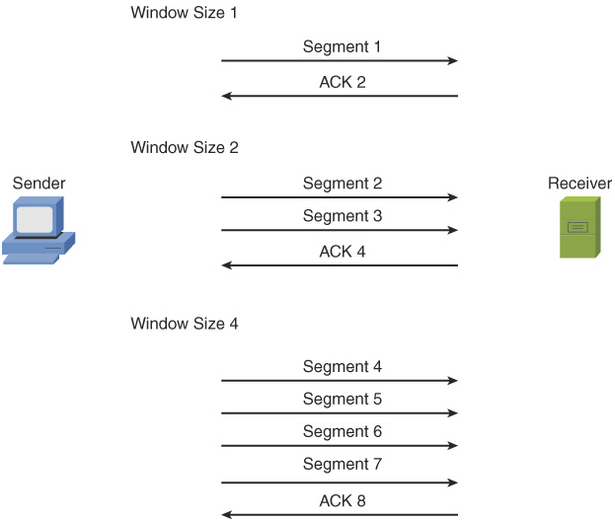 Window Size 1
Segment 1
ACK 2
Window Size 2
Sender
Receiver
Segment 2
Segment 3
ACK 4
Window Size 4
Segment 4
Segment 5
Segment 6
Segment 7
ACK 8